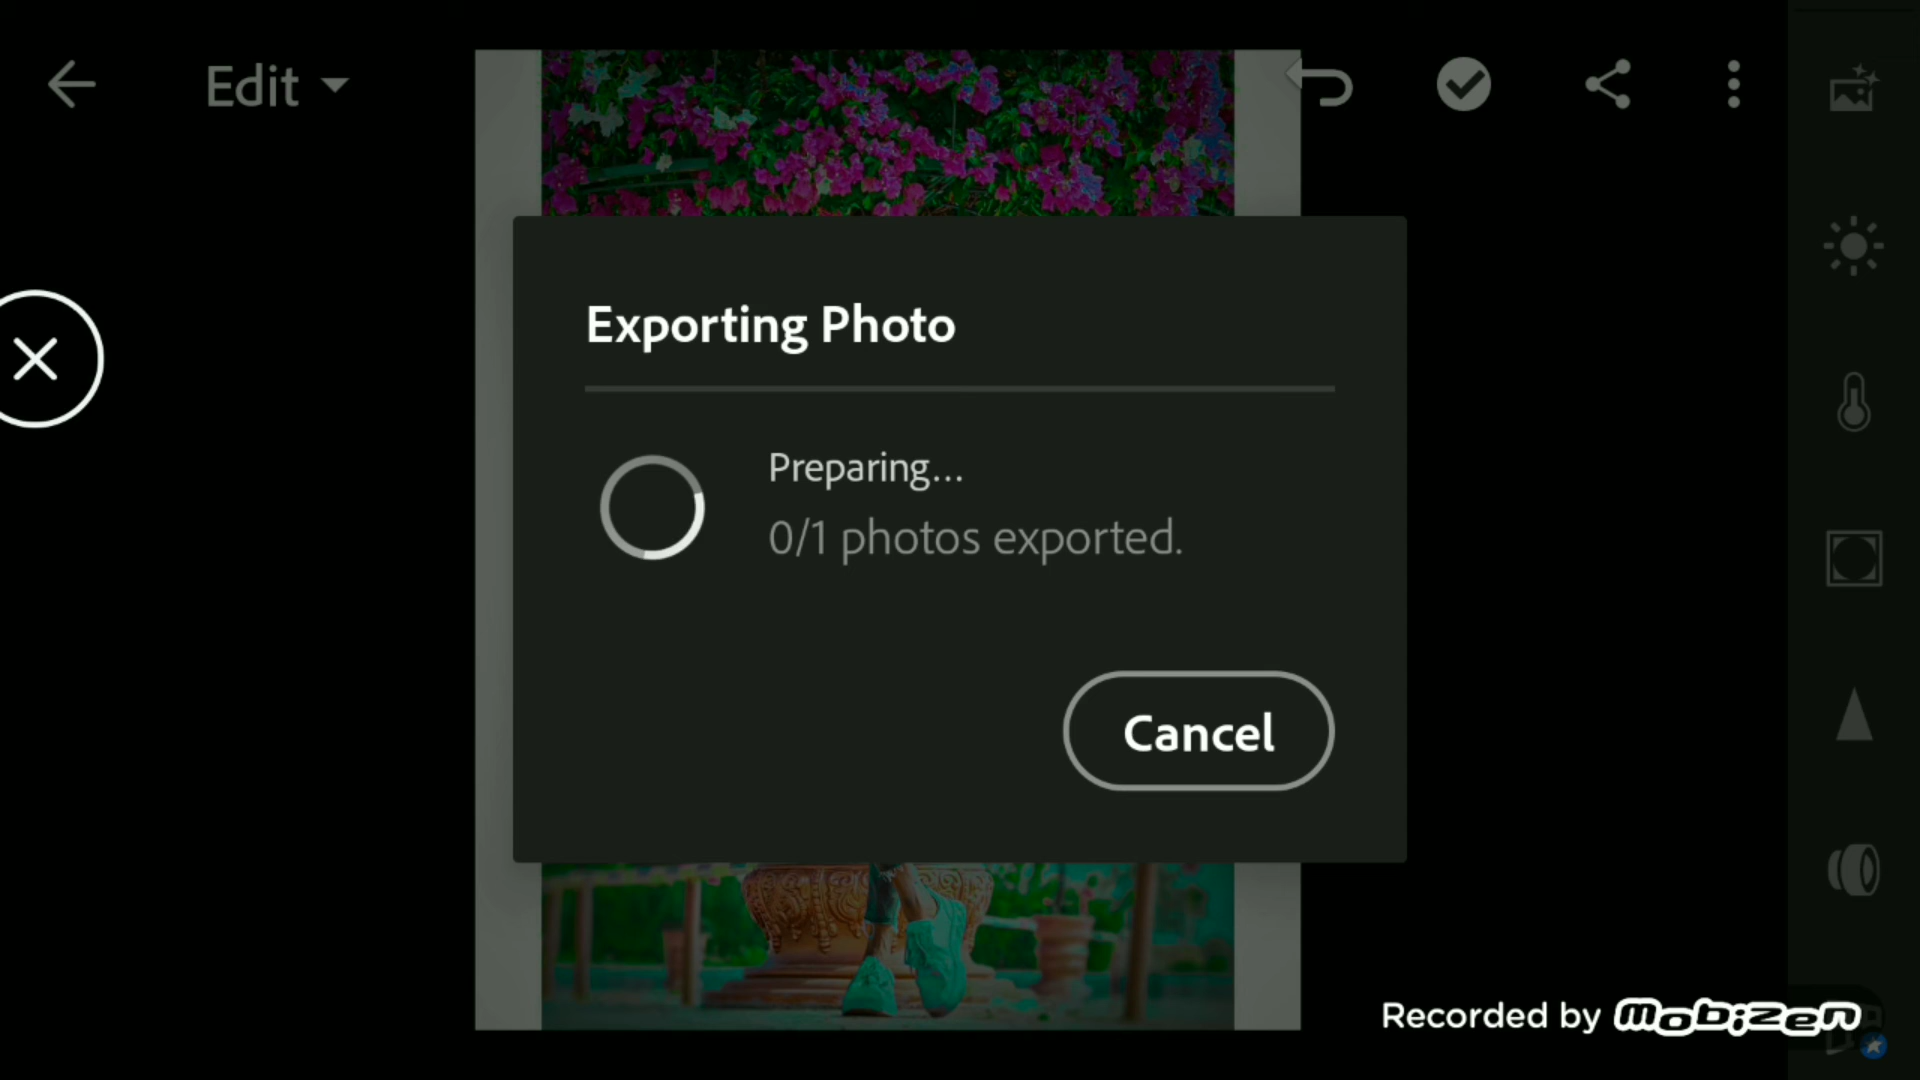 Edit
Exporting Photo
Preparing...
0/1 photos exported.
Cancel
Recorded by mobizen